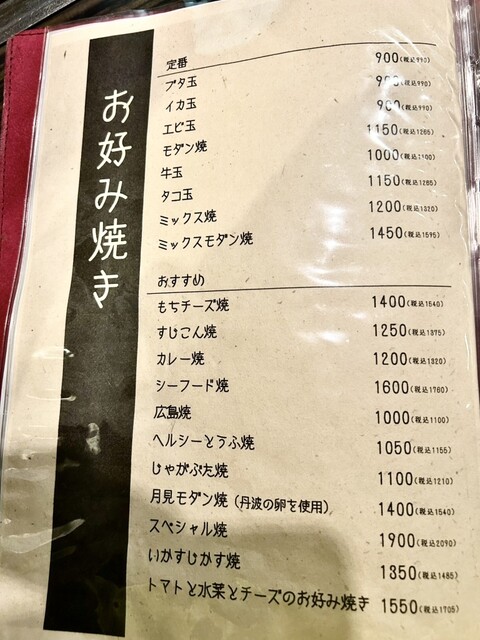 お好み焼き
定番
ブタ玉 900(税込990)
イカ玉 900(税込990)
エビ玉 900(税込990)
モダン焼 1150(税込1265)
牛玉 1000(税込1100)
タコ玉 1150(税込1265)
ミックス焼 1200(税込1320)
ミックスモダン焼 1450(税込1595)
おすすめ
もちチーズ焼 1400(税込1540)
すじこん焼 1250(税込1375)
カレー焼 1200(税込1320)
シーフード焼 1600(税込1760)
広島焼 1000(税込1100)
ヘルシーとうふ焼 1050(税込1155)
じゃがぶた焼 1100(税込1210)
月見モダン焼(丹波の卵を使用) 1400(税込1540)
スペシャル焼 1900(税込2090)
いかすじかす焼 1350(税込1485)
トマトと水菜とチーズのお好み焼き 1550(税込1705)